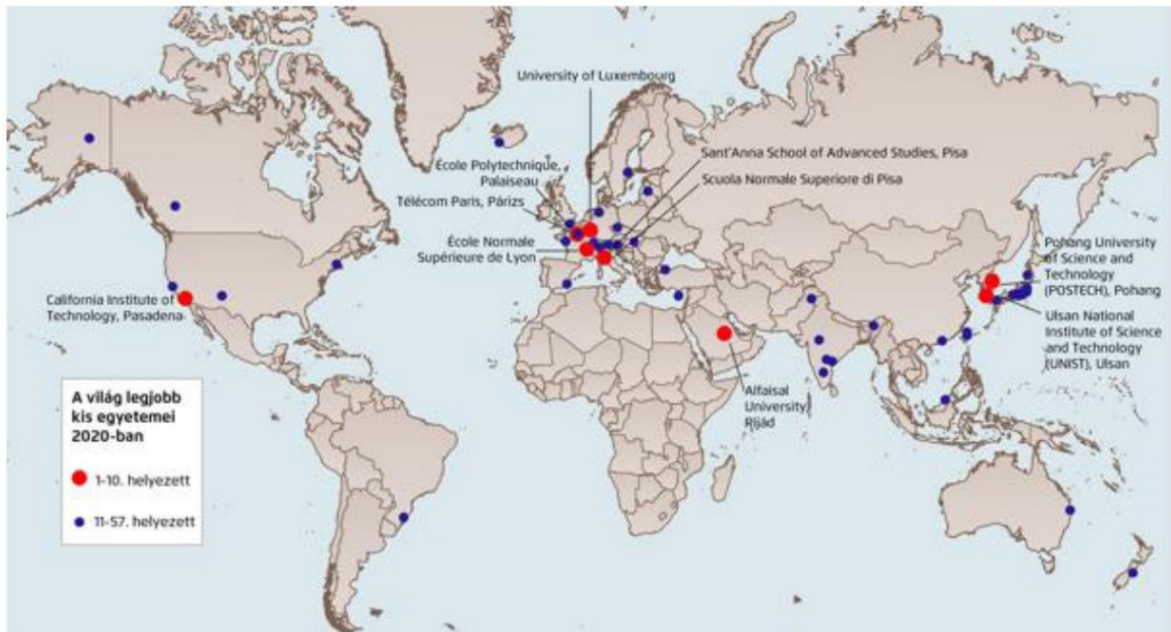 University of Luxembourg
École Polytechnique,
Palaiseau
Télécom Paris, Párizs
École Normale
Supérieure de Lyon
Sant'Anna School of Advanced Studies, Pisa
Scuola Normale Superiore di Pisa
California Institute of
Technology, Pasadena
Pohang University
of Science and
Technology
(POSTECH), Pohang
Ulsan National
Institute of Science
and Technology
(UNIST), Ulsan
Alfaisal
University
Rijád
A világ legjobb
kis egyetemei
2020-ban
1-10. helyezett
11-57. helyezett